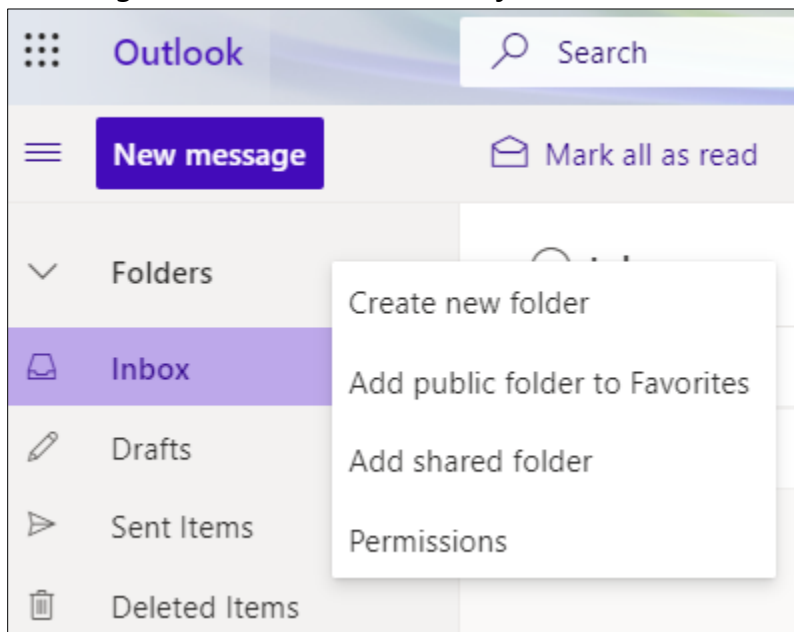 Outlook
Search
New message
Mark all as read
Folders
Create new folder
Inbox
Add public folder to Favorites
Drafts
Add shared folder
Sent Items
Permissions
Deleted Items